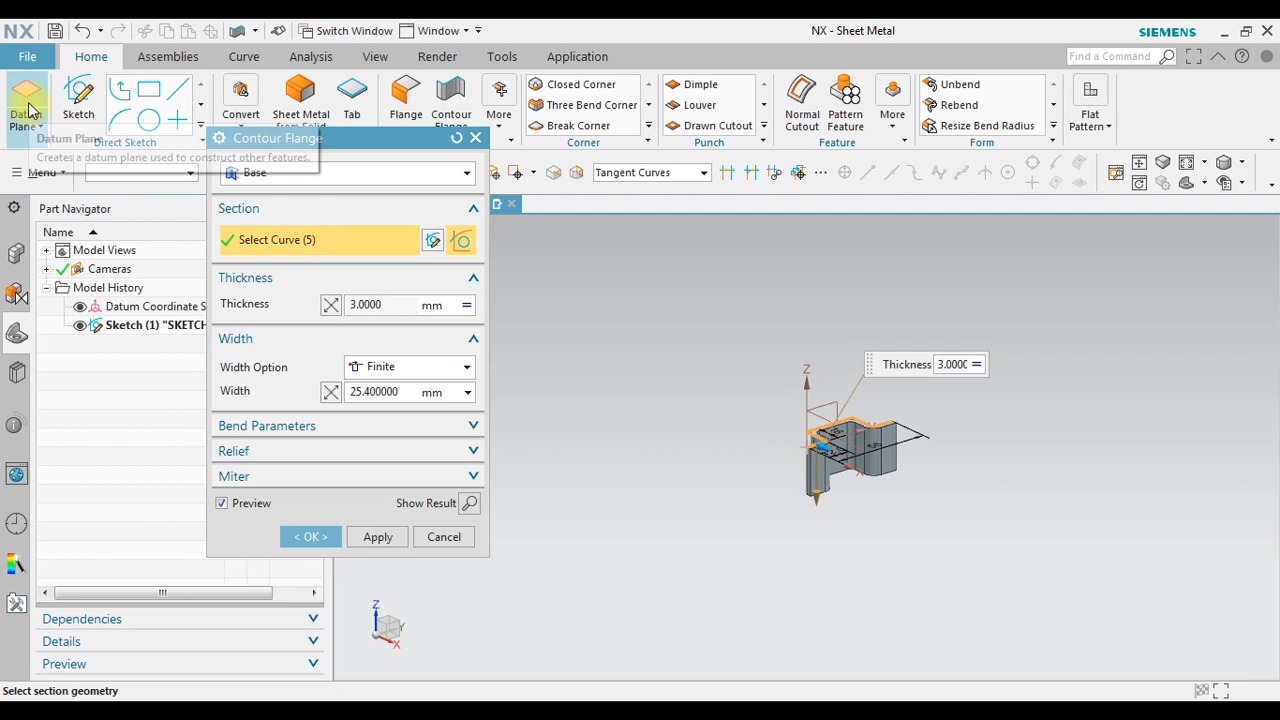 NX
Switch Window
Window
NX - Sheet Metal
SIEMENS
File
Home
Assemblies
Curve
Analysis
View
Render
Tools
Application
Find a Command
Datum
Plane
Sketch
Direct Sketch
Convert
Sheet Metal
from Solid
Tab
Flange
Contour
Flange
More
Closed Corner
Three Bend Corner
Break Corner
Corner
Dimple
Louver
Drawn Cutout
Punch
Normal
Cutout
Pattern
Feature
More
Feature
Unbend
Rebend
Resize Bend Radius
Form
Flat
Pattern
Datum Plane
Creates a datum plane used to construct other features.
Menu
Tangent Curves
Contour Flange
Base
Section
Select Curve (5)
Thickness
Thickness
3.0000
mm
=
Width
Width Option
Finite
Width
25.400000
mm
Bend Parameters
Relief
Miter
Preview
Show Result
< OK >
Apply
Cancel
Part Navigator
Name
Model Views
Cameras
Model History
Datum Coordinate S
Sketch (1) "SKETCH
Dependencies
Details
Preview
Thickness 3.0000 =
Z
Z
Y
X
Select section geometry